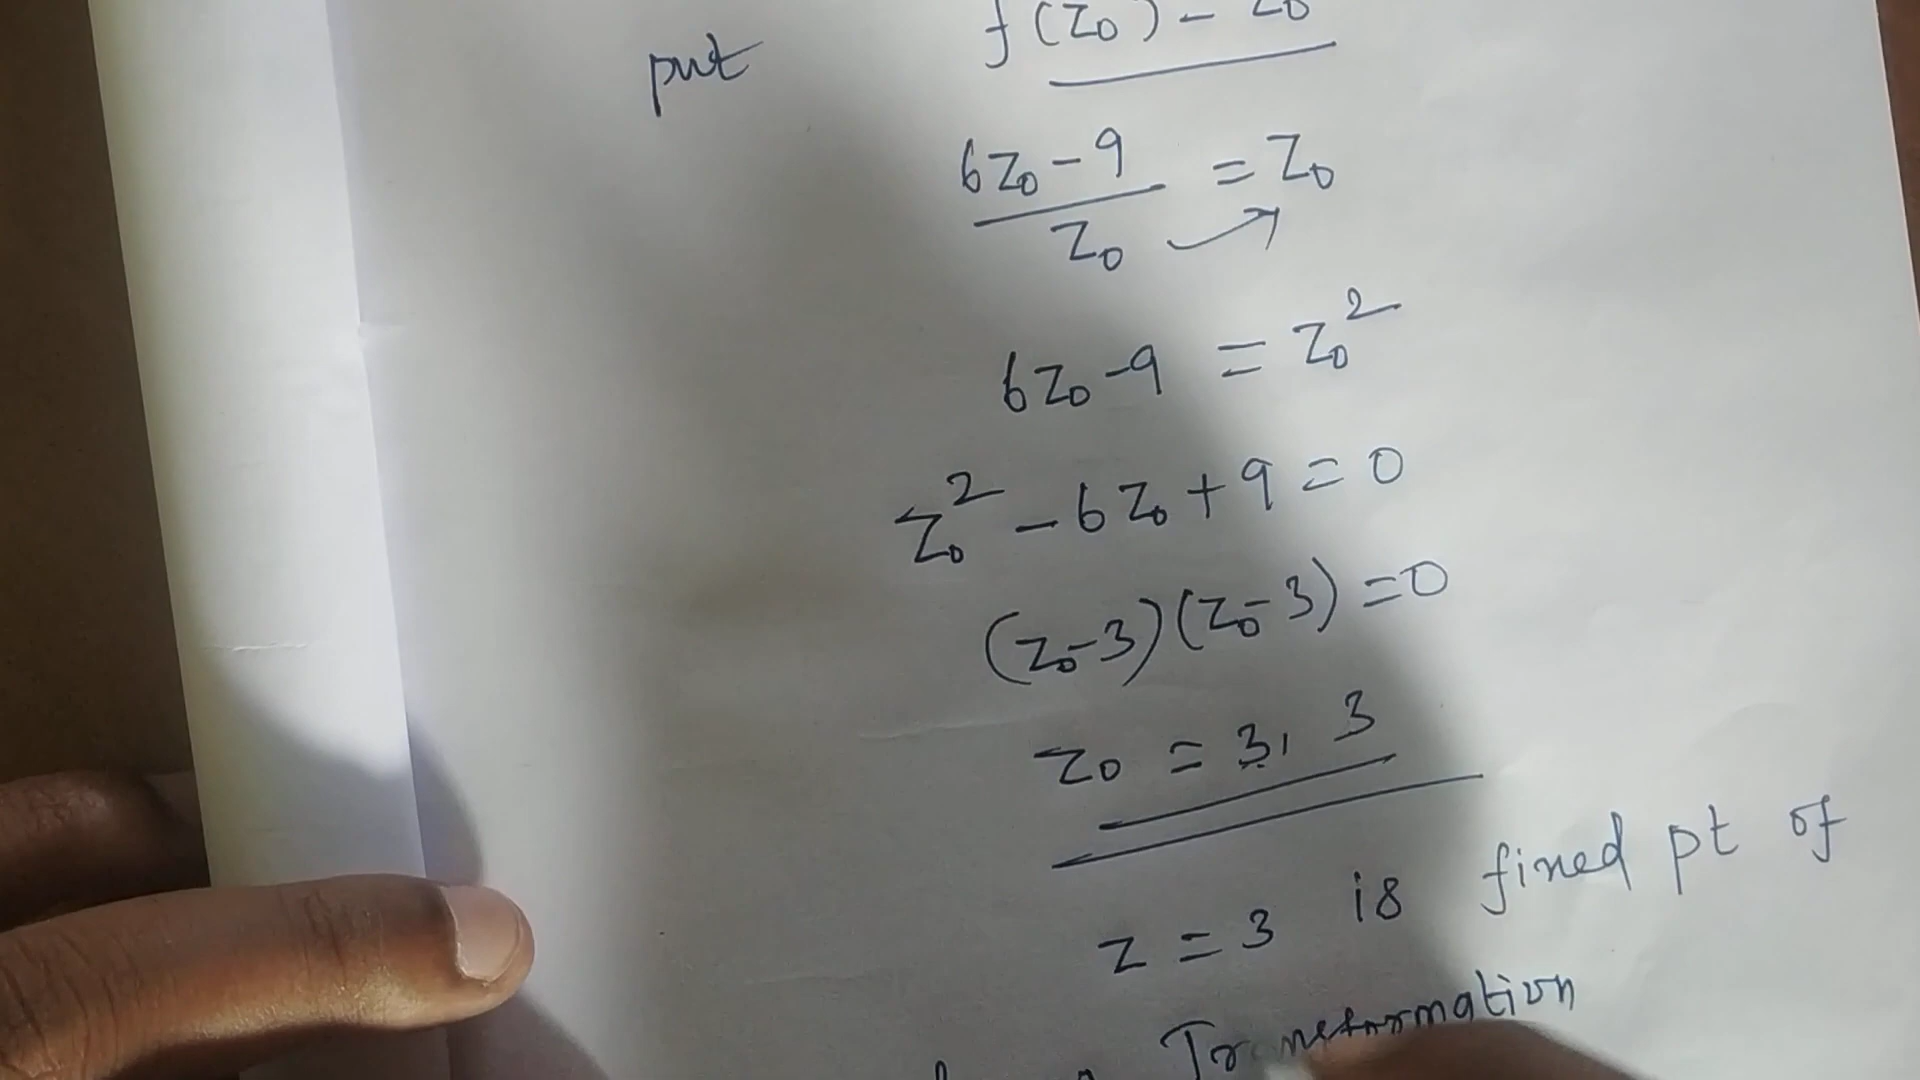 put f(z₀) = z₀
6z₀ - 9 / z₀ = z₀
6z₀ - 9 = z₀²
z₀² - 6z₀ + 9 = 0
(z₀-3)(z₀-3) = 0
z₀ = 3, 3
z = 3 is fixed pt of
Transformation